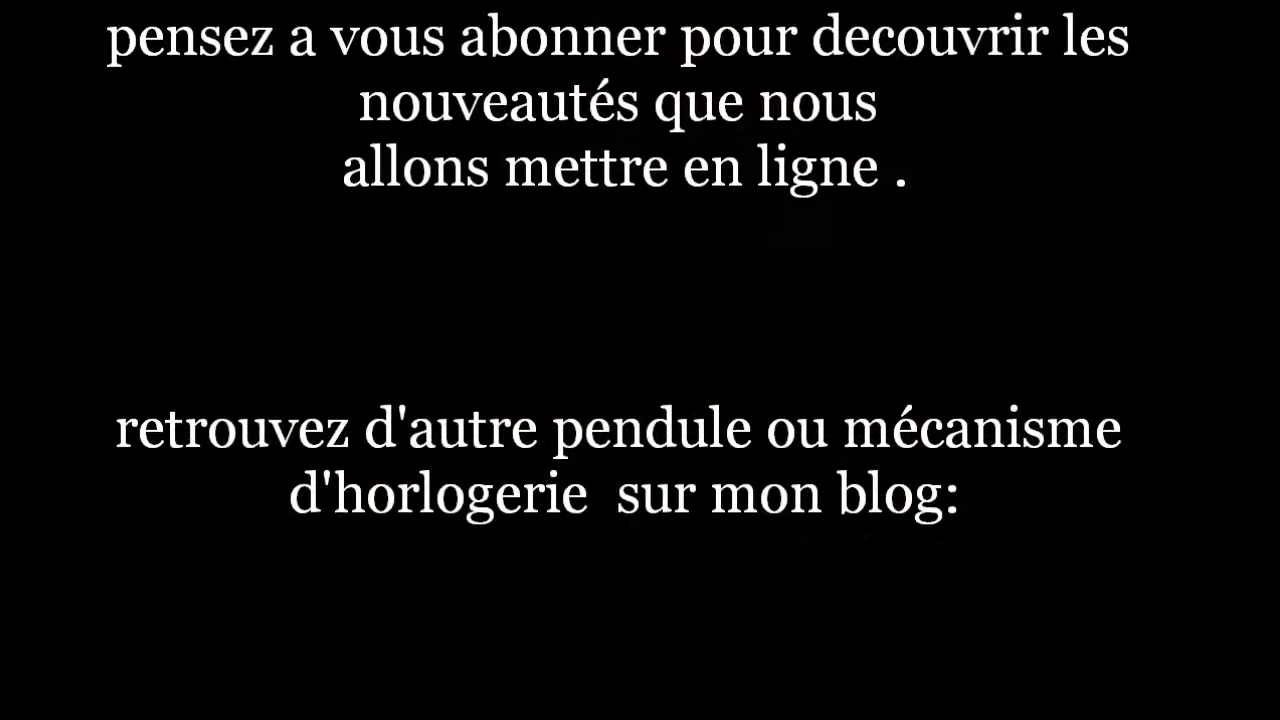 pensez a vous abonner pour decouvrir les
nouveautés que nous
allons mettre en ligne .
retrouvez d'autre pendule ou mécanisme
d'horlogerie  sur mon blog: